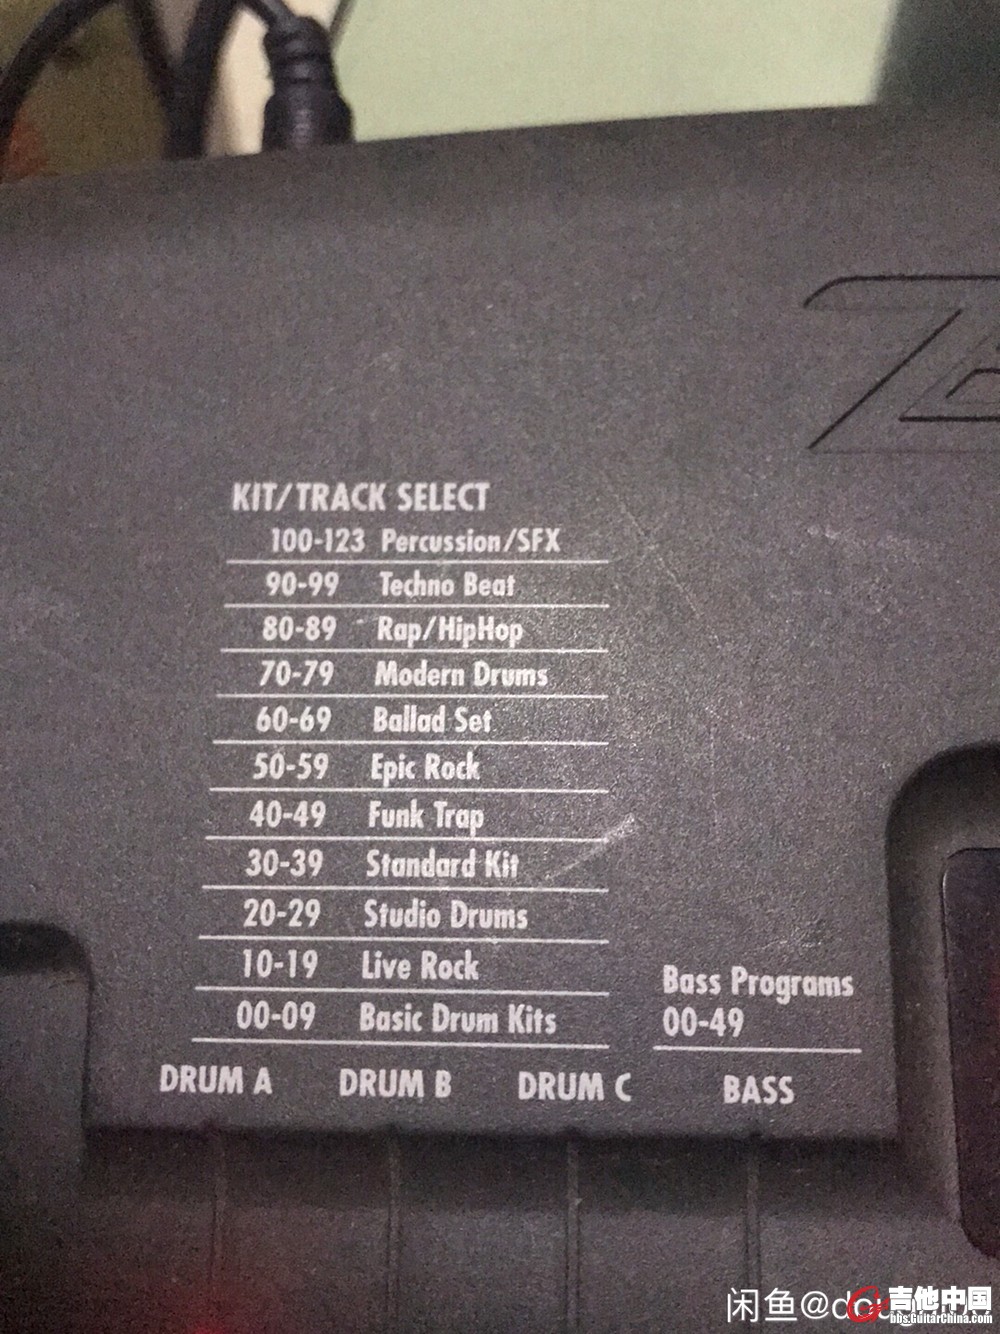 KIT/TRACK SELECT
100-123 Percussion/SFX
90-99 Techno Beat
80-89 Rap/HipHop
70-79 Modern Drums
60-69 Ballad Set
50-59 Epic Rock
40-49 Funk Trap
30-39 Standard Kit
20-29 Studio Drums
10-19 Live Rock
00-09 Basic Drum Kits
Bass Programs
00-49
DRUM A DRUM B DRUM C BASS
闲鱼
吉他中国
bbs.GuitarChina.com